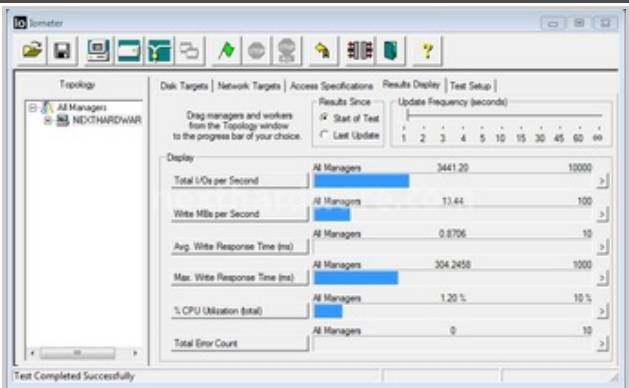 Iometer
Topology
All Managers
NEXTHARDWAR
Disk Targets
Network Targets
Access Specifications
Results Display
Test Setup
Drag managers and workers
from the Topology window
to the progress bar of your choice.
Results Since
Start of Test
Last Update
Update Frequency (seconds)
1 2 3 4 5 10 15 30 45 60 ∞
Display
All Managers 3441.20 10000
Total I/Os per Second
All Managers 13.44 100
Write MBs per Second
All Managers 0.8706 10
Avg. Write Response Time (ms)
All Managers 304.2458 1000
Max. Write Response Time (ms)
All Managers 1.20 % 10 %
% CPU Utilization (total)
All Managers 0 10
Total Error Count
Test Completed Successfully